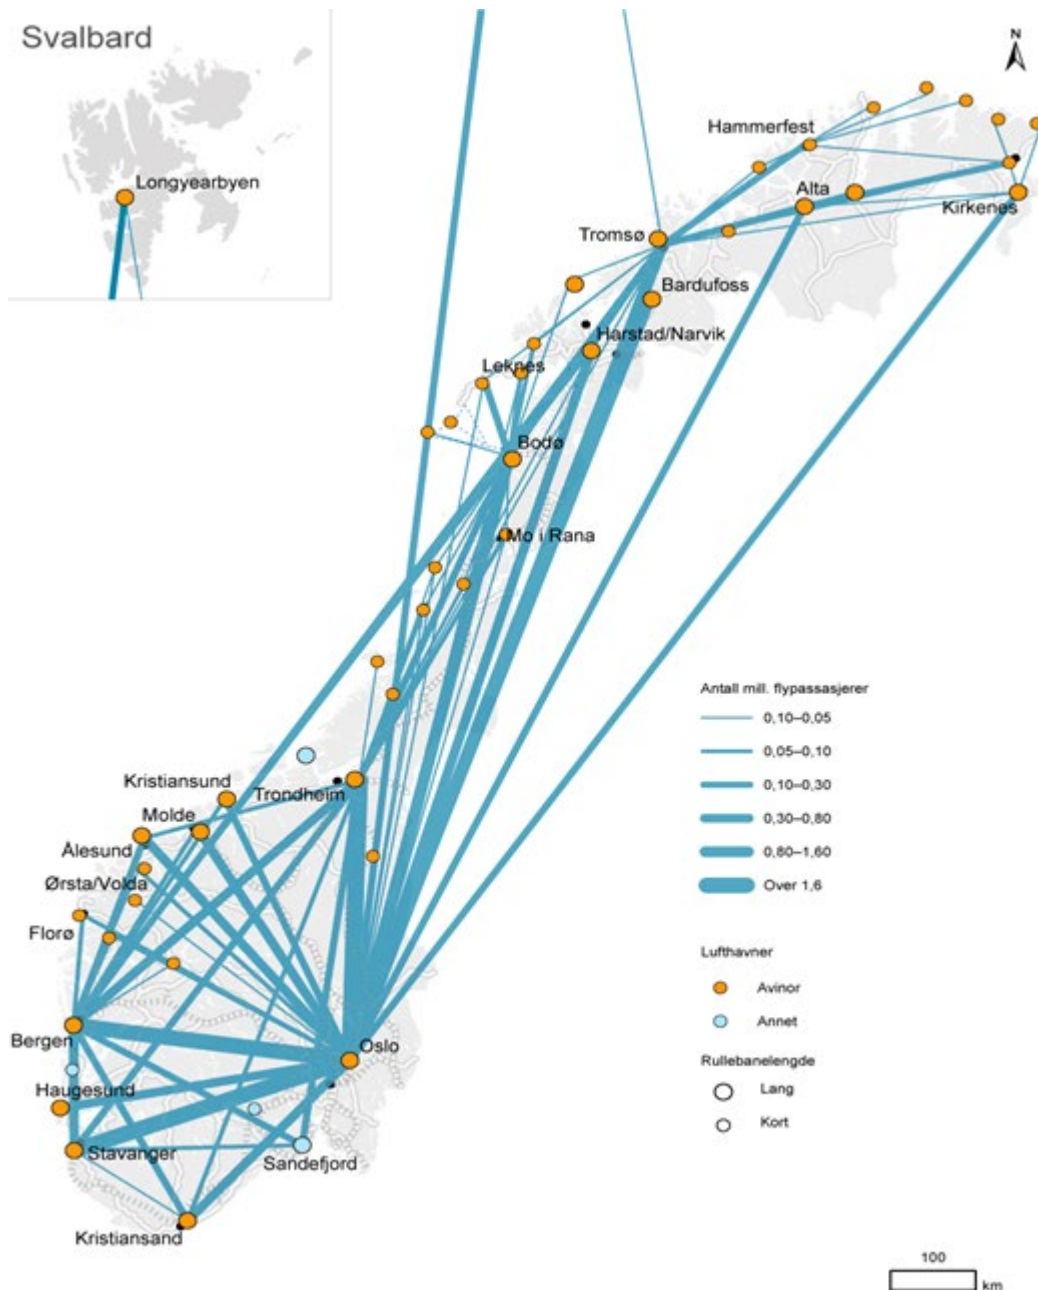 Svalbard
Longyearbyen
N
Hammerfest
Alta
Kirkenes
Tromsø
Bardufoss
Harstad/Narvik
Leknes
Bodø
Mo i Rana
Antall mill. flypassasjerer
0,10–0,05
0,05–0,10
0,10–0,30
0,30–0,80
0,80–1,60
Over 1,6
Kristiansund
Trondheim
Molde
Ålesund
Ørsta/Volda
Florø
Lufthavner
Avinor
Annet
Bergen
Oslo
Rullebanelengde
Lang
Kort
Haugesund
Stavanger
Sandefjord
Kristiansand
100
km